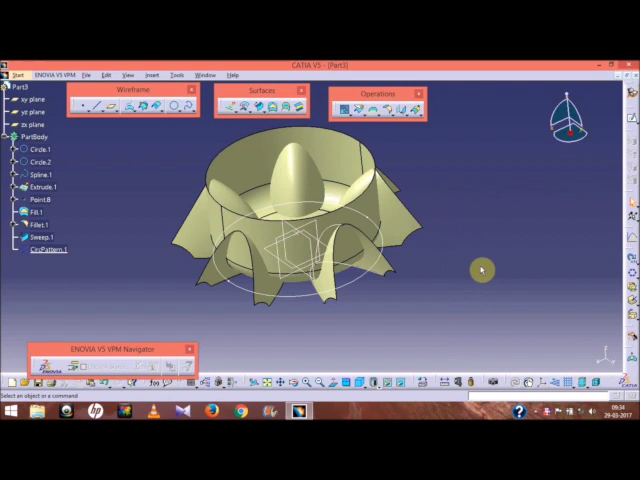 CATIA V5 - [Part3]
Start ENOVIA V5 VPM File Edit View Insert Tools Window Help
Part3
xy plane
yz plane
zx plane
PartBody
Circle.1
Circle.2
Spline.1
Extrude.1
Point.8
Fill.1
Fillet.1
Sweep.1
CircPattern.1
Wireframe
Surfaces
Operations
ENOVIA V5 VPM Navigator
Select an object or a command
09:34
29-03-2017